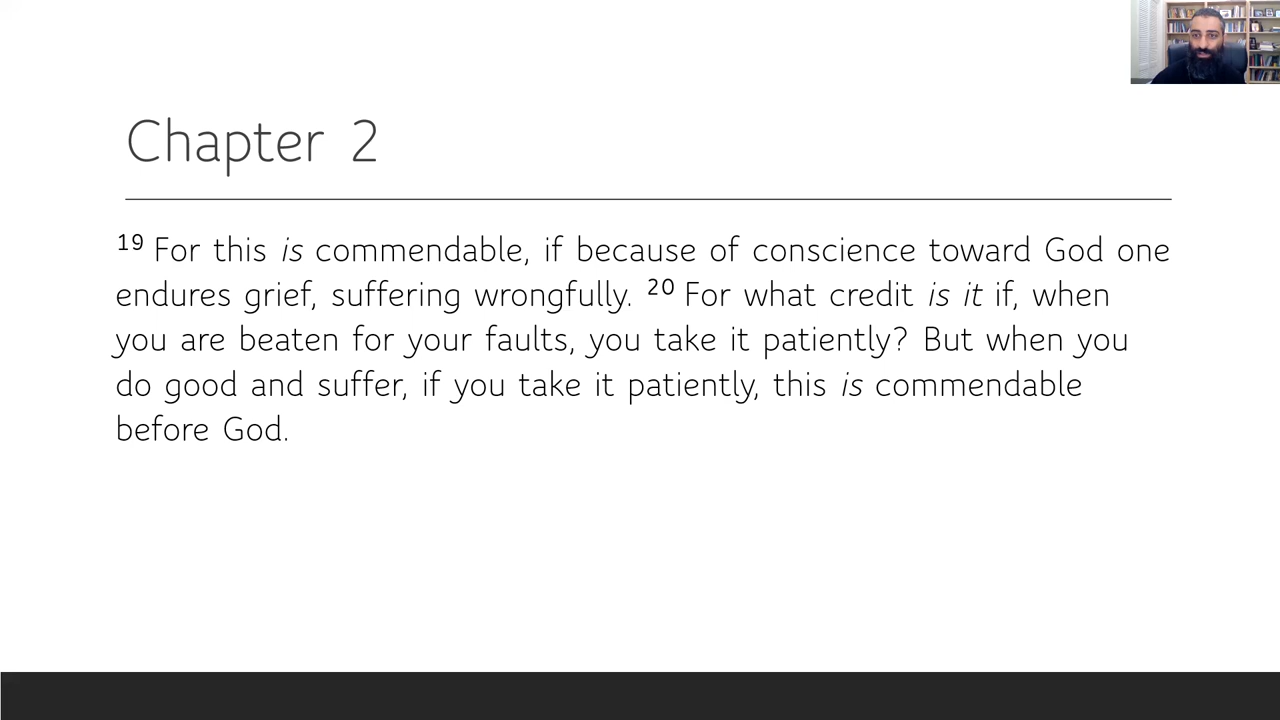 Chapter 2
19 For this is commendable, if because of conscience toward God one
endures grief, suffering wrongfully. 20 For what credit is it if, when
you are beaten for your faults, you take it patiently? But when you
do good and suffer, if you take it patiently, this is commendable
before God.